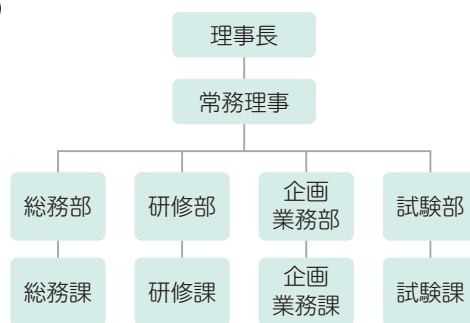 )
理事長
常務理事
総務部
研修部
企画
業務部
試験部
総務課
研修課
企画
業務課
試験課